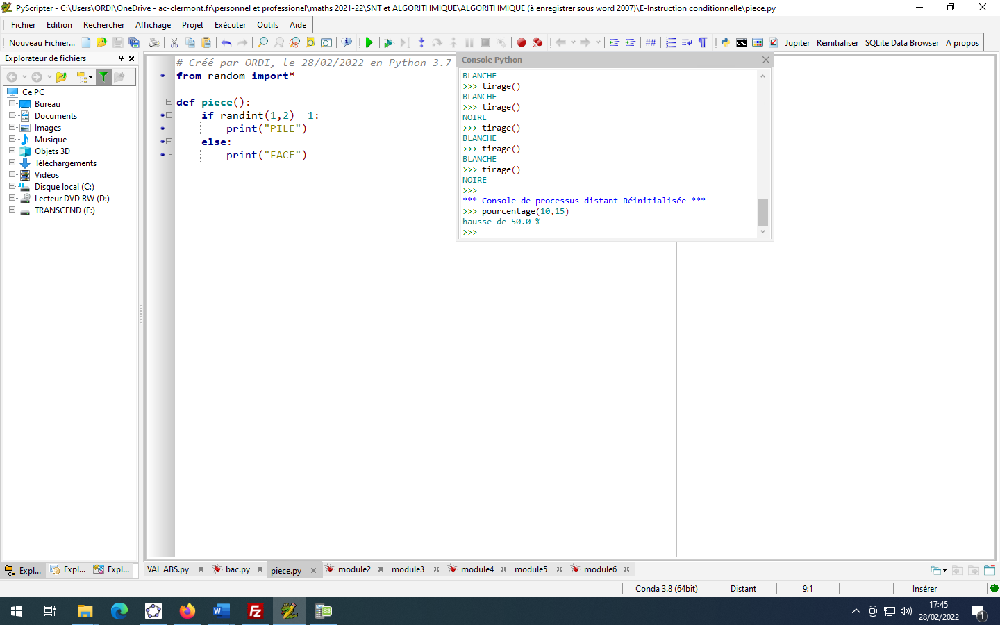 PyScripter - C:\Users\ORDI\OneDrive - ac-clermont.fr\personnel et professionel\maths 2021-22\SNT et ALGORITHMIQUE\ALGORITHMIQUE (à enregistrer sous word 2007)\E-Instruction conditionnelle\piece.py
Fichier Edition Rechercher Affichage Projet Exécuter Outils Aide
Nouveau Fichier... ## Jupiter Réinitialiser SQLite Data Browser A propos
Explorateur de fichiers
Ce PC
Bureau
Documents
Images
Musique
Objets 3D
Téléchargements
Vidéos
Disque local (C:)
Lecteur DVD RW (D:)
TRANSCEND (E:)
# Créé par ORDI, le 28/02/2022 en Python 3.7
from random import*
def piece():
if randint(1,2)==1:
print("PILE")
else:
print("FACE")
Console Python
BLANCHE
>>> tirage()
BLANCHE
>>> tirage()
NOIRE
>>> tirage()
BLANCHE
>>> tirage()
BLANCHE
>>> tirage()
NOIRE
>>>
*** Console de processus distant Réinitialisée ***
>>> pourcentage(10,15)
hausse de 50.0 %
>>>
Expl... Expl... Expl...
VAL ABS.py bac.py piece.py module2 module3 module4 module5 module6
Conda 3.8 (64bit) Distant 9:1 Insérer
17:45
28/02/2022
1